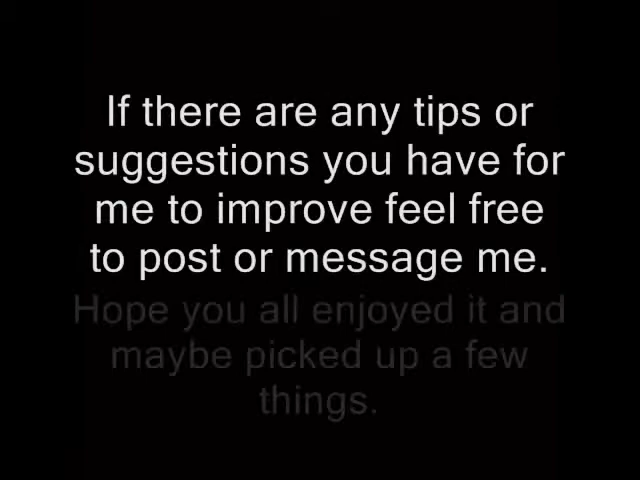 If there are any tips or
suggestions you have for
me to improve feel free
to post or message me.
Hope you all enjoyed it and
maybe picked up a few
things.